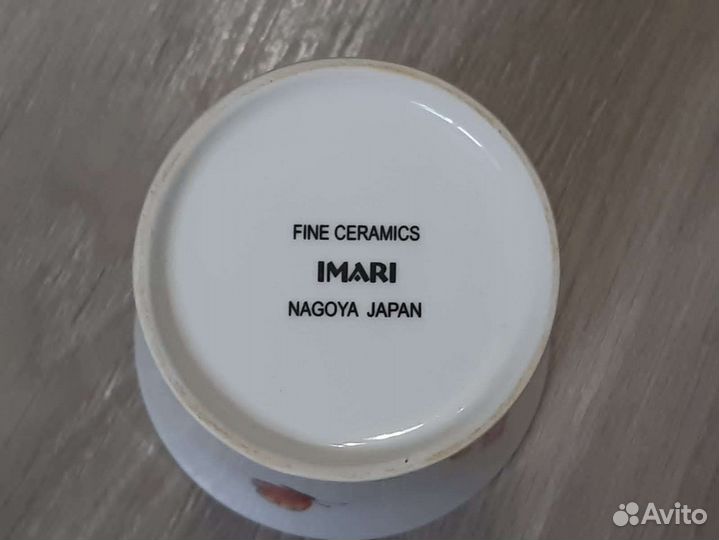 FINE CERAMICS
IMARI
NAGOYA JAPAN
Avito